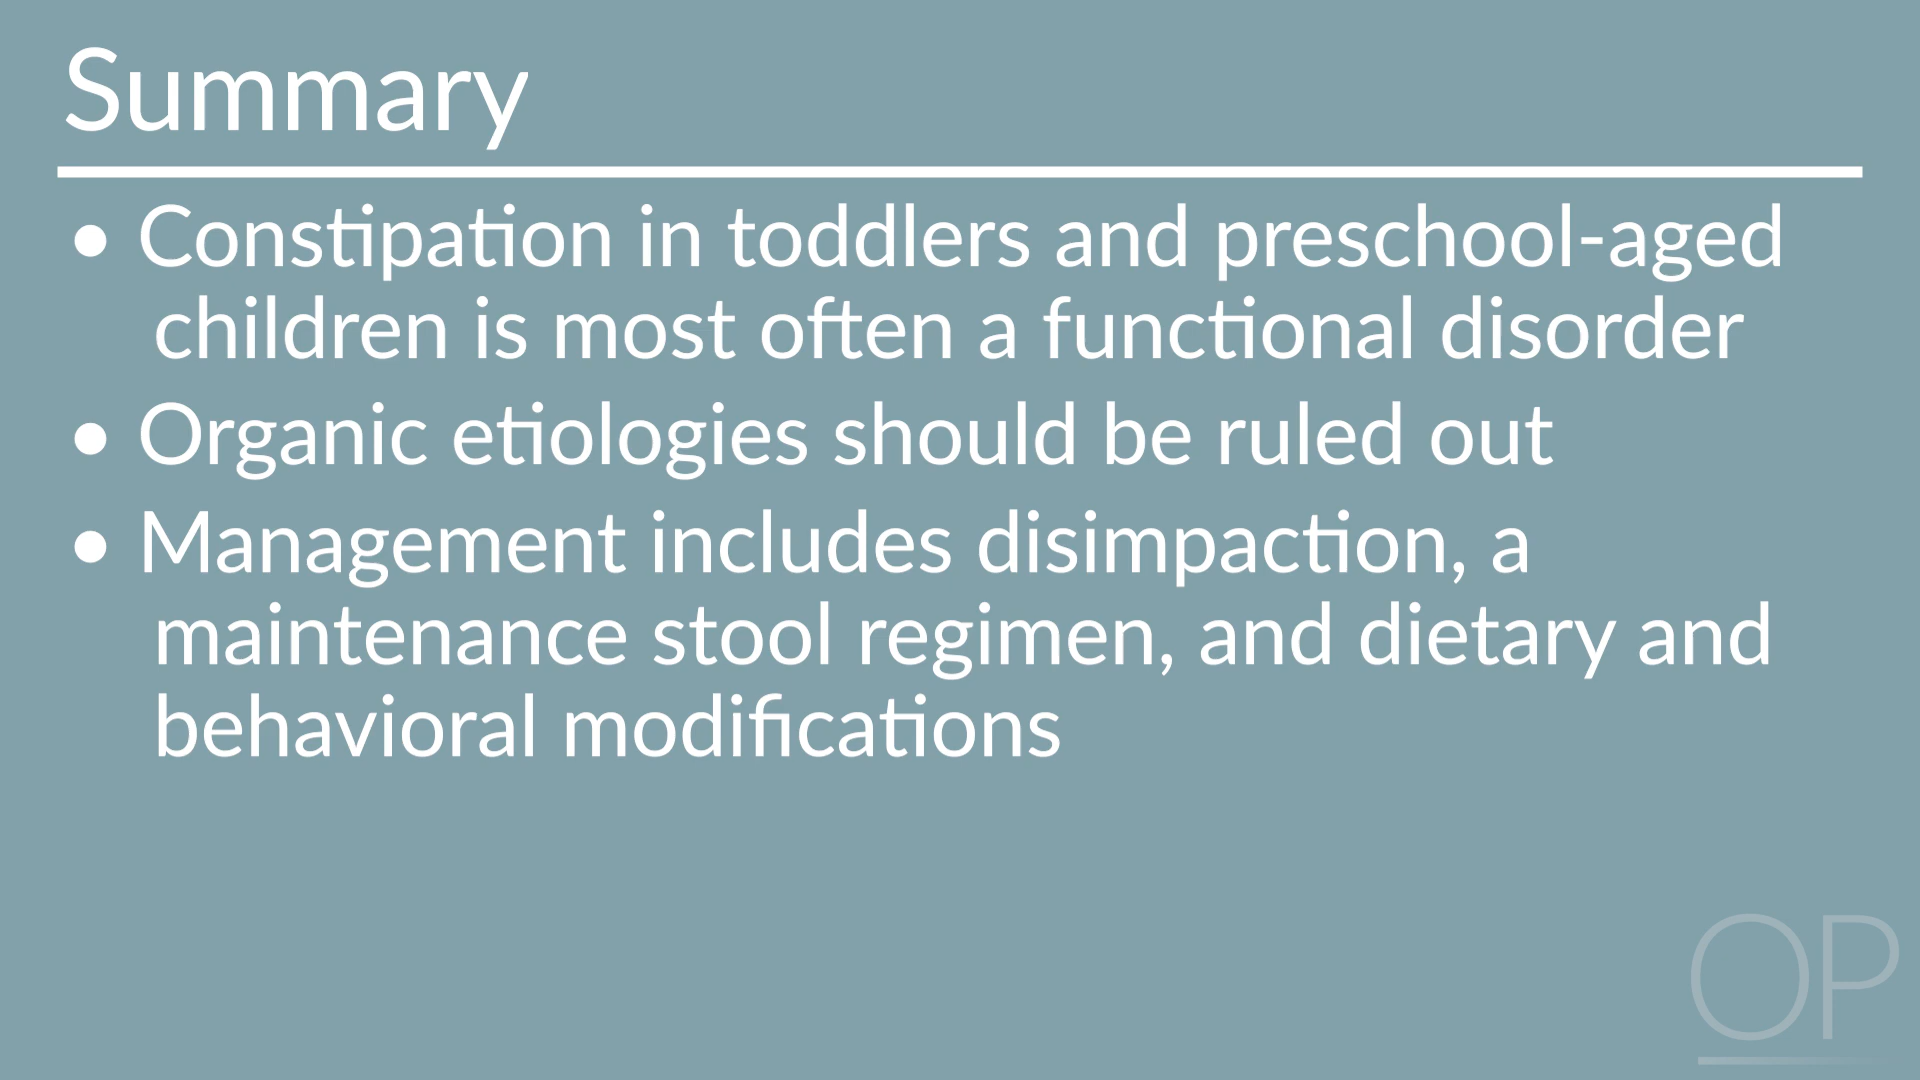 Summary
• Constipation in toddlers and preschool-aged
children is most often a functional disorder
• Organic etiologies should be ruled out
• Management includes disimpaction, a
maintenance stool regimen, and dietary and
behavioral modifications
OP